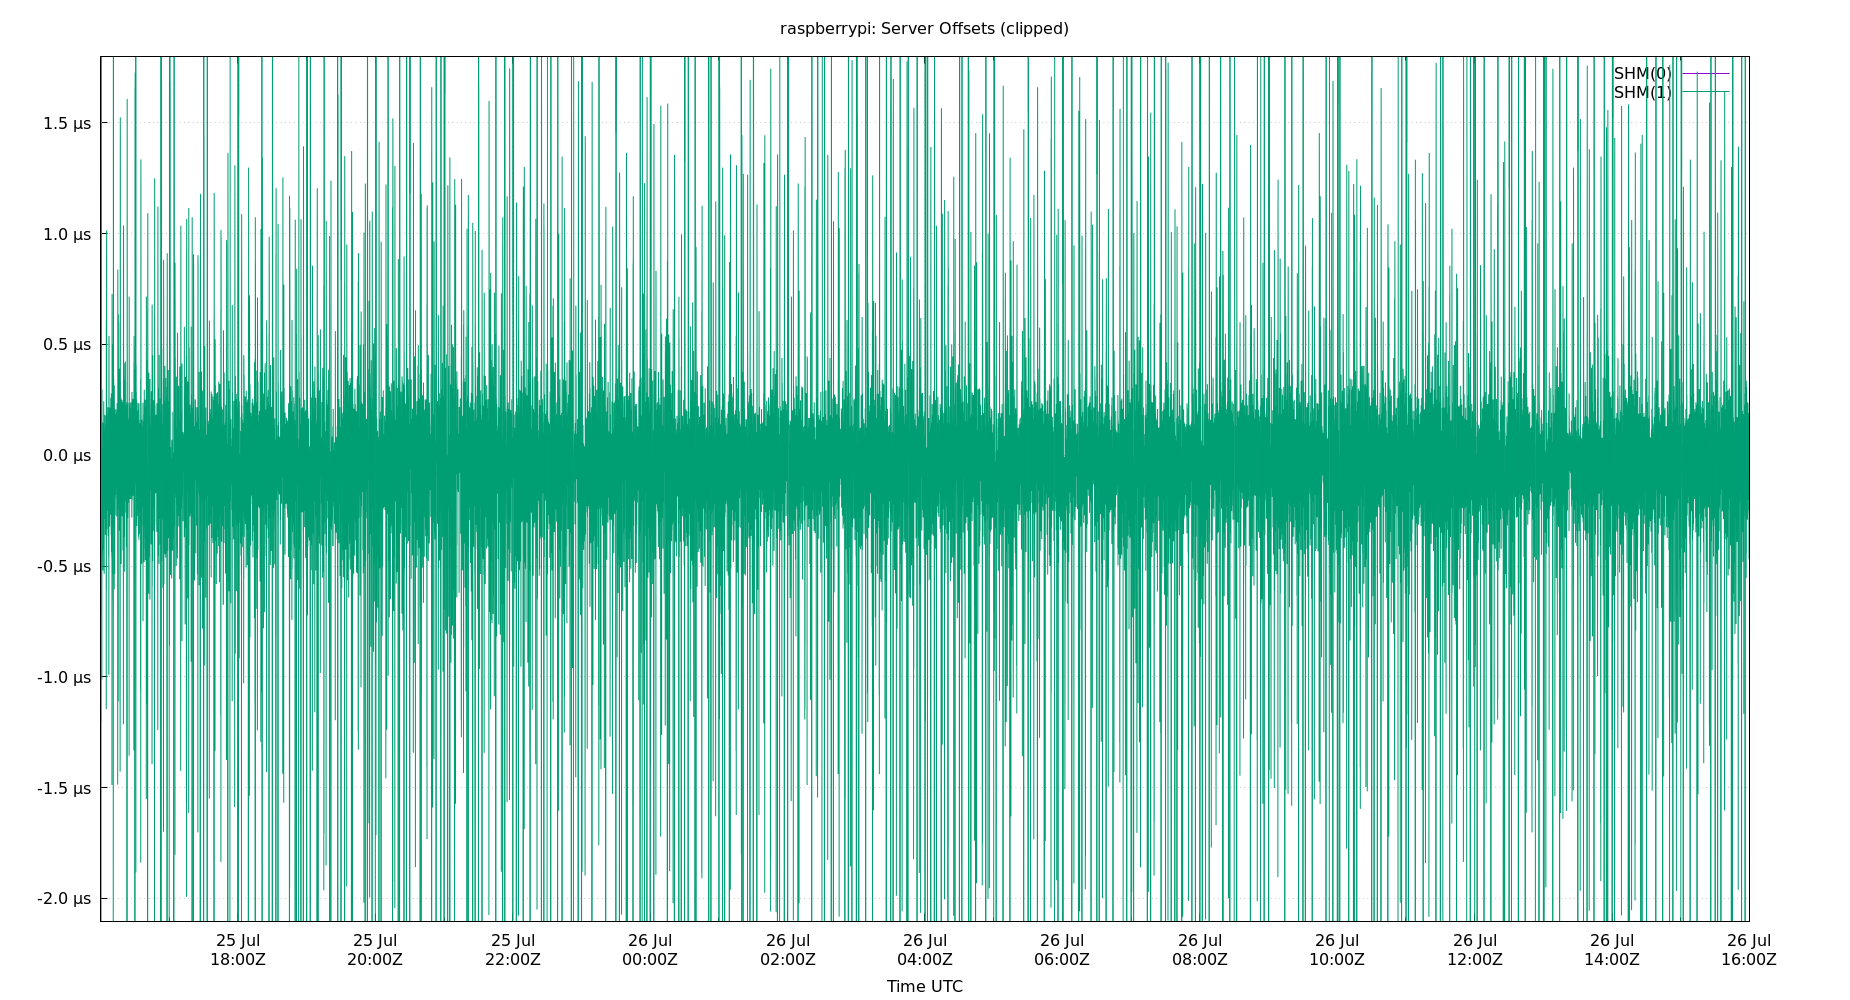 raspberrypi: Server Offsets (clipped)
SHM(0)
SHM(1)
1.5 µs
1.0 µs
0.5 µs
0.0 µs
-0.5 µs
-1.0 µs
-1.5 µs
-2.0 µs
25 Jul 25 Jul 25 Jul 26 Jul 26 Jul 26 Jul 26 Jul 26 Jul 26 Jul 26 Jul 26 Jul 26 Jul
18:00Z 20:00Z 22:00Z 00:00Z 02:00Z 04:00Z 06:00Z 08:00Z 10:00Z 12:00Z 14:00Z 16:00Z
Time UTC